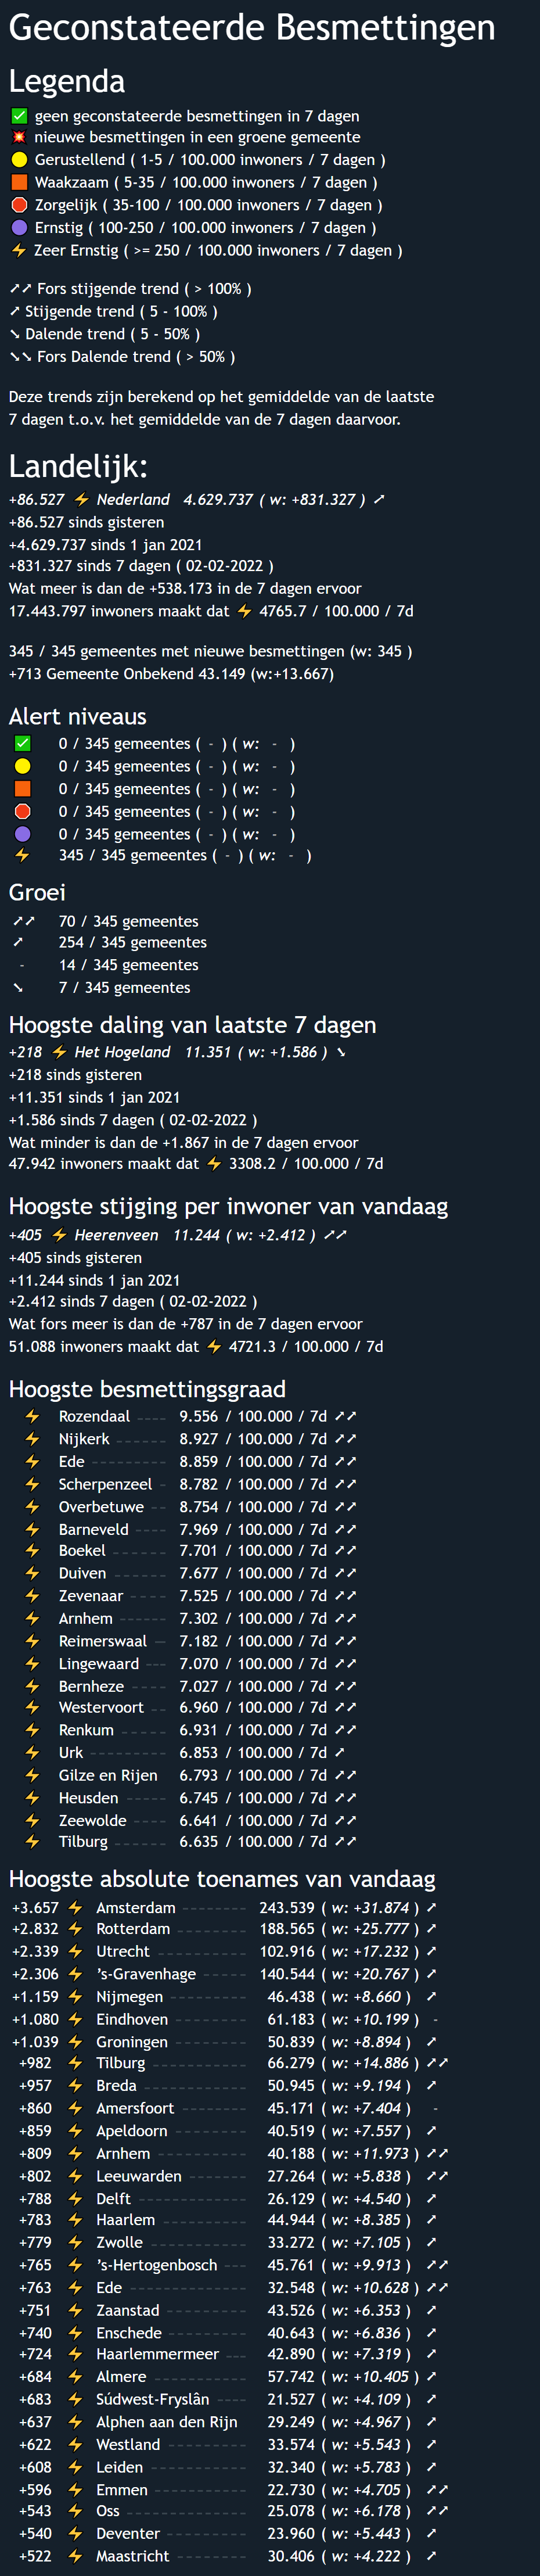 Geconstateerde Besmettingen
Legenda
✅ geen geconstateerde besmettingen in 7 dagen
💥 nieuwe besmettingen in een groene gemeente
🟡 Gerustellend ( 1-5 / 100.000 inwoners / 7 dagen )
🟧 Waakzaam ( 5-35 / 100.000 inwoners / 7 dagen )
🛑 Zorgelijk ( 35-100 / 100.000 inwoners / 7 dagen )
🟣 Ernstig ( 100-250 / 100.000 inwoners / 7 dagen )
⚡ Zeer Ernstig ( >= 250 / 100.000 inwoners / 7 dagen )
➚➚ Fors stijgende trend ( > 100% )
➚ Stijgende trend ( 5 - 100% )
➘ Dalende trend ( 5 - 50% )
➘➘ Fors Dalende trend ( > 50% )
Deze trends zijn berekend op het gemiddelde van de laatste
7 dagen t.o.v. het gemiddelde van de 7 dagen daarvoor.
Landelijk:
+86.527 ⚡ Nederland 4.629.737 ( w: +831.327 ) ➚
+86.527 sinds gisteren
+4.629.737 sinds 1 jan 2021
+831.327 sinds 7 dagen ( 02-02-2022 )
Wat meer is dan de +538.173 in de 7 dagen ervoor
17.443.797 inwoners maakt dat ⚡ 4765.7 / 100.000 / 7d
345 / 345 gemeentes met nieuwe besmettingen (w: 345 )
+713 Gemeente Onbekend 43.149 (w:+13.667)
Alert niveaus
✅ 0 / 345 gemeentes ( - ) ( w: - )
🟡 0 / 345 gemeentes ( - ) ( w: - )
🟧 0 / 345 gemeentes ( - ) ( w: - )
🛑 0 / 345 gemeentes ( - ) ( w: - )
🟣 0 / 345 gemeentes ( - ) ( w: - )
⚡ 345 / 345 gemeentes ( - ) ( w: - )
Groei
➚➚ 70 / 345 gemeentes
➚ 254 / 345 gemeentes
- 14 / 345 gemeentes
➘ 7 / 345 gemeentes
Hoogste daling van laatste 7 dagen
+218 ⚡ Het Hogeland 11.351 ( w: +1.586 ) ➘
+218 sinds gisteren
+11.351 sinds 1 jan 2021
+1.586 sinds 7 dagen ( 02-02-2022 )
Wat minder is dan de +1.867 in de 7 dagen ervoor
47.942 inwoners maakt dat ⚡ 3308.2 / 100.000 / 7d
Hoogste stijging per inwoner van vandaag
+405 ⚡ Heerenveen 11.244 ( w: +2.412 ) ➚➚
+405 sinds gisteren
+11.244 sinds 1 jan 2021
+2.412 sinds 7 dagen ( 02-02-2022 )
Wat fors meer is dan de +787 in de 7 dagen ervoor
51.088 inwoners maakt dat ⚡ 4721.3 / 100.000 / 7d
Hoogste besmettingsgraad
⚡ Rozendaal ---- 9.556 / 100.000 / 7d ➚➚
⚡ Nijkerk ------ 8.927 / 100.000 / 7d ➚➚
⚡ Ede --------- 8.859 / 100.000 / 7d ➚➚
⚡ Scherpenzeel - 8.782 / 100.000 / 7d ➚➚
⚡ Overbetuwe -- 8.754 / 100.000 / 7d ➚➚
⚡ Barneveld ---- 7.969 / 100.000 / 7d ➚➚
⚡ Boekel ------- 7.701 / 100.000 / 7d ➚➚
⚡ Duiven ------- 7.677 / 100.000 / 7d ➚➚
⚡ Zevenaar ----- 7.525 / 100.000 / 7d ➚➚
⚡ Arnhem ------ 7.302 / 100.000 / 7d ➚➚
⚡ Reimerswaal -- 7.182 / 100.000 / 7d ➚➚
⚡ Lingewaard --- 7.070 / 100.000 / 7d ➚➚
⚡ Bernheze ----- 7.027 / 100.000 / 7d ➚➚
⚡ Westervoort -- 6.960 / 100.000 / 7d ➚➚
⚡ Renkum ------ 6.931 / 100.000 / 7d ➚➚
⚡ Urk --------- 6.853 / 100.000 / 7d ➚
⚡ Gilze en Rijen 6.793 / 100.000 / 7d ➚➚
⚡ Heusden ----- 6.745 / 100.000 / 7d ➚➚
⚡ Zeewolde ---- 6.641 / 100.000 / 7d ➚➚
⚡ Tilburg ------- 6.635 / 100.000 / 7d ➚➚
Hoogste absolute toenames van vandaag
+3.657 ⚡ Amsterdam -------- 243.539 ( w: +31.874 ) ➚
+2.832 ⚡ Rotterdam --------- 188.565 ( w: +25.777 ) ➚
+2.339 ⚡ Utrecht ----------- 102.916 ( w: +17.232 ) ➚
+2.306 ⚡ 's-Gravenhage ------ 140.544 ( w: +20.767 ) ➚
+1.159 ⚡ Nijmegen --------- 46.438 ( w: +8.660 ) ➚
+1.080 ⚡ Eindhoven --------- 61.183 ( w: +10.199 ) -
+1.039 ⚡ Groningen --------- 50.839 ( w: +8.894 ) ➚
+982 ⚡ Tilburg ------------ 66.279 ( w: +14.886 ) ➚➚
+957 ⚡ Breda ------------ 50.945 ( w: +9.194 ) ➚
+860 ⚡ Amersfoort -------- 45.171 ( w: +7.404 ) -
+859 ⚡ Apeldoorn --------- 40.519 ( w: +7.557 ) ➚
+809 ⚡ Arnhem ----------- 40.188 ( w: +11.973 ) ➚➚
+802 ⚡ Leeuwarden ------- 27.264 ( w: +5.838 ) ➚➚
+788 ⚡ Delft ------------- 26.129 ( w: +4.540 ) ➚
+783 ⚡ Haarlem ---------- 44.944 ( w: +8.385 ) ➚
+779 ⚡ Zwolle ------------ 33.272 ( w: +7.105 ) ➚
+765 ⚡ 's-Hertogenbosch --- 45.761 ( w: +9.913 ) ➚➚
+763 ⚡ Ede -------------- 32.548 ( w: +10.628 ) ➚➚
+751 ⚡ Zaanstad ---------- 43.526 ( w: +6.353 ) ➚
+740 ⚡ Enschede ---------- 40.643 ( w: +6.836 ) ➚
+724 ⚡ Haarlemmermeer --- 42.890 ( w: +7.319 ) ➚
+684 ⚡ Almere ----------- 57.742 ( w: +10.405 ) ➚
+683 ⚡ Súdwest-Fryslân ---- 21.527 ( w: +4.109 ) ➚
+637 ⚡ Alphen aan den Rijn 29.249 ( w: +4.967 ) ➚
+622 ⚡ Westland ---------- 33.574 ( w: +5.543 ) ➚
+608 ⚡ Leiden ------------ 32.340 ( w: +5.783 ) ➚
+596 ⚡ Emmen ----------- 22.730 ( w: +4.705 ) ➚➚
+543 ⚡ Oss -------------- 25.078 ( w: +6.178 ) ➚➚
+540 ⚡ Deventer ---------- 23.960 ( w: +5.443 ) ➚
+522 ⚡ Maastricht --------- 30.406 ( w: +4.222 ) ➚